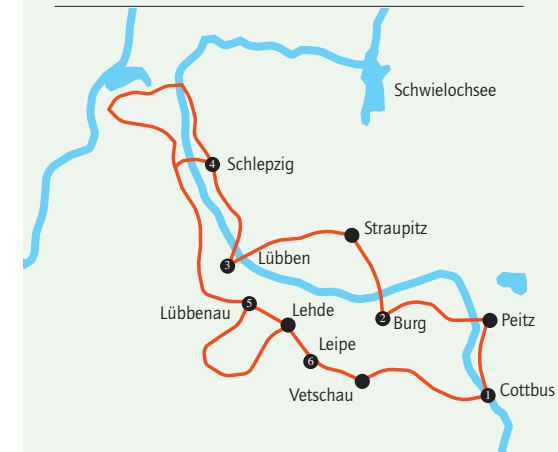 Schwielochsee
4 Schlepzig
Straupitz
3 Lübben
5 Lübbenau
Lehde
2 Burg
Peitz
Leipe
6
Vetschau
1 Cottbus